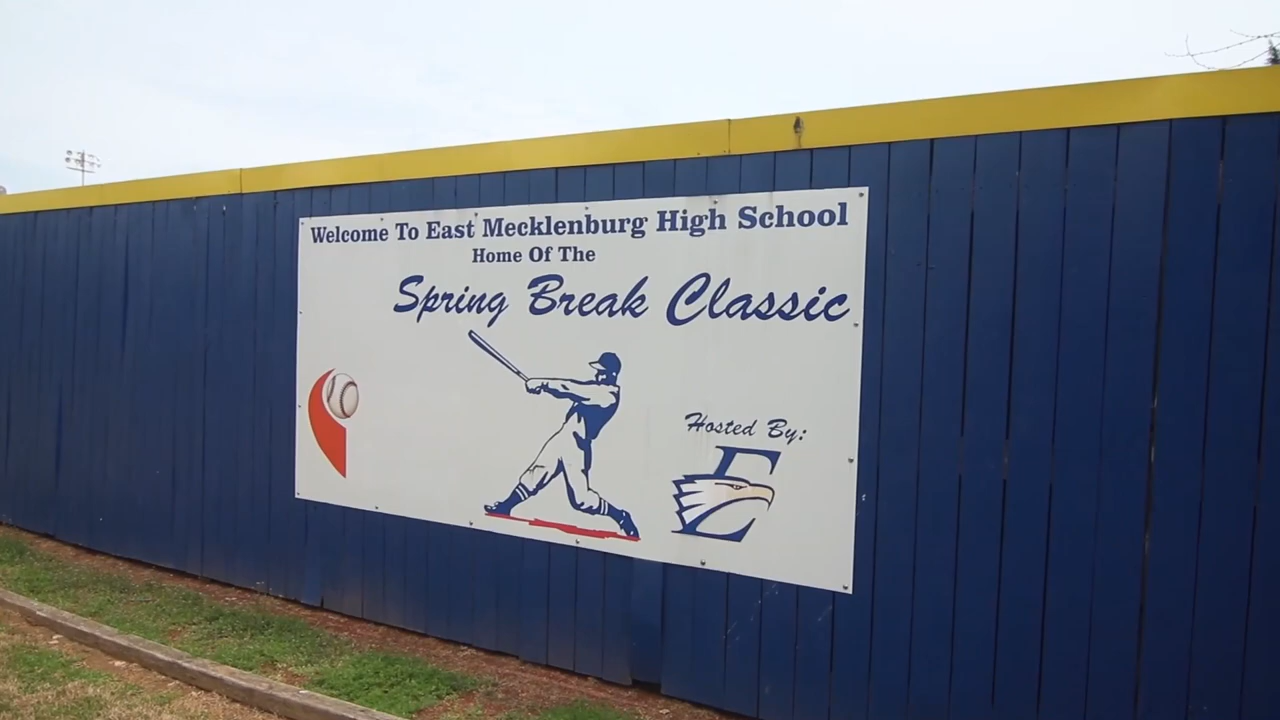 Welcome To East Mecklenburg High School
Home Of The
Spring Break Classic
Hosted By:
E